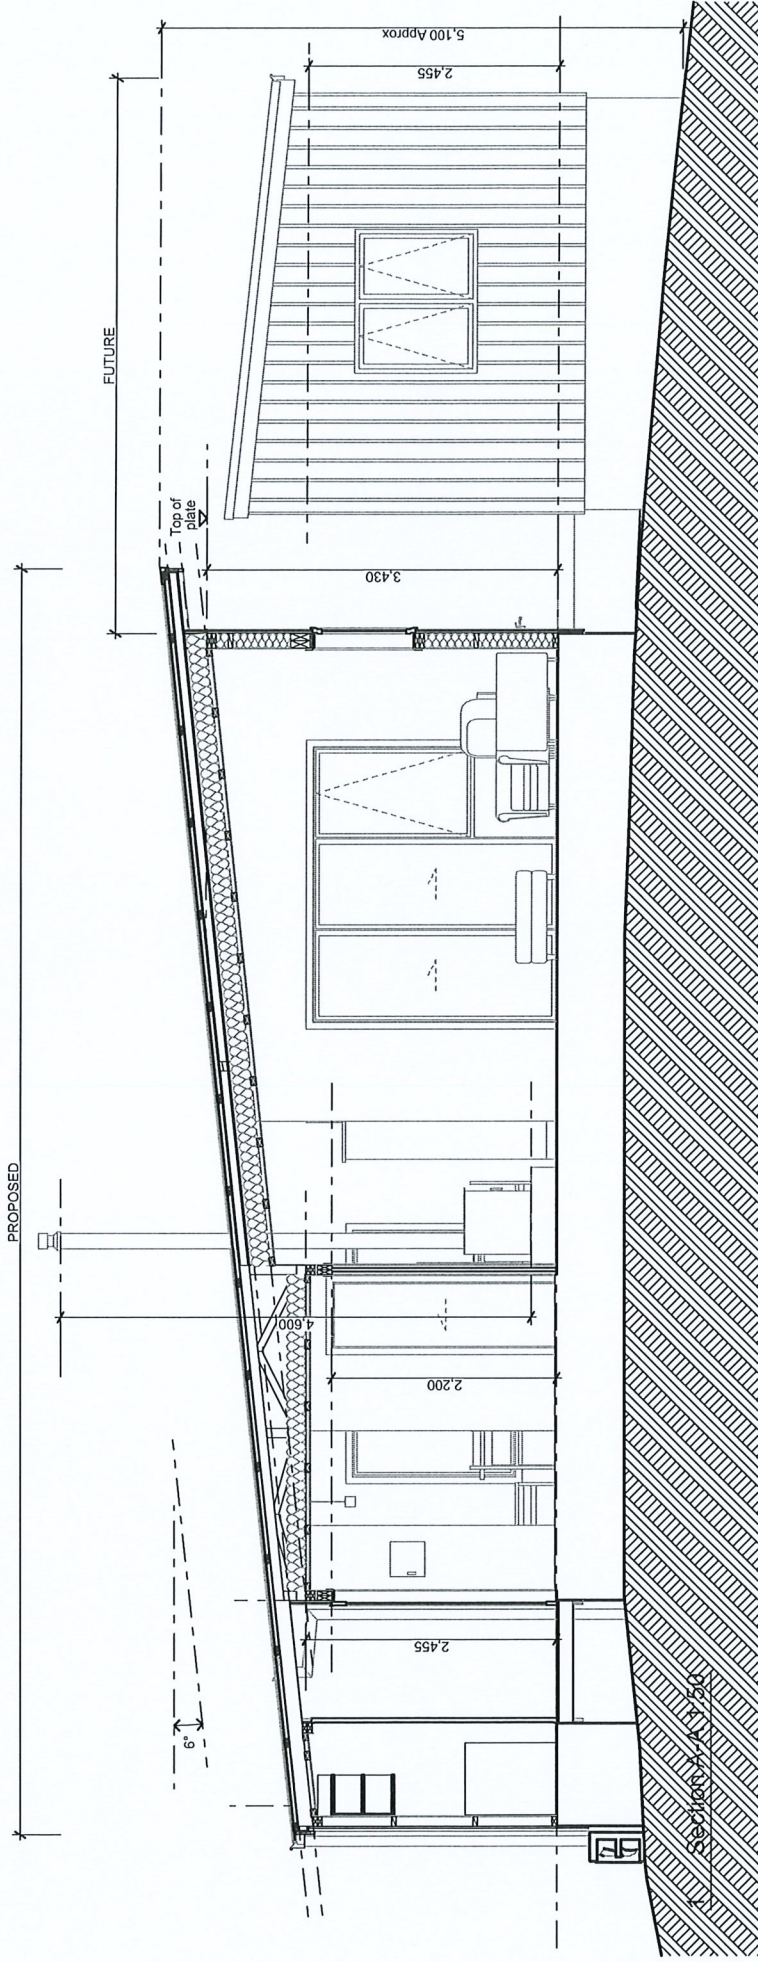 PROPOSED
FUTURE
5,100 Approx
2,455
Top of
plate
3,430
4,600
2,200
2,455
6°
1 Section A-A 1:50